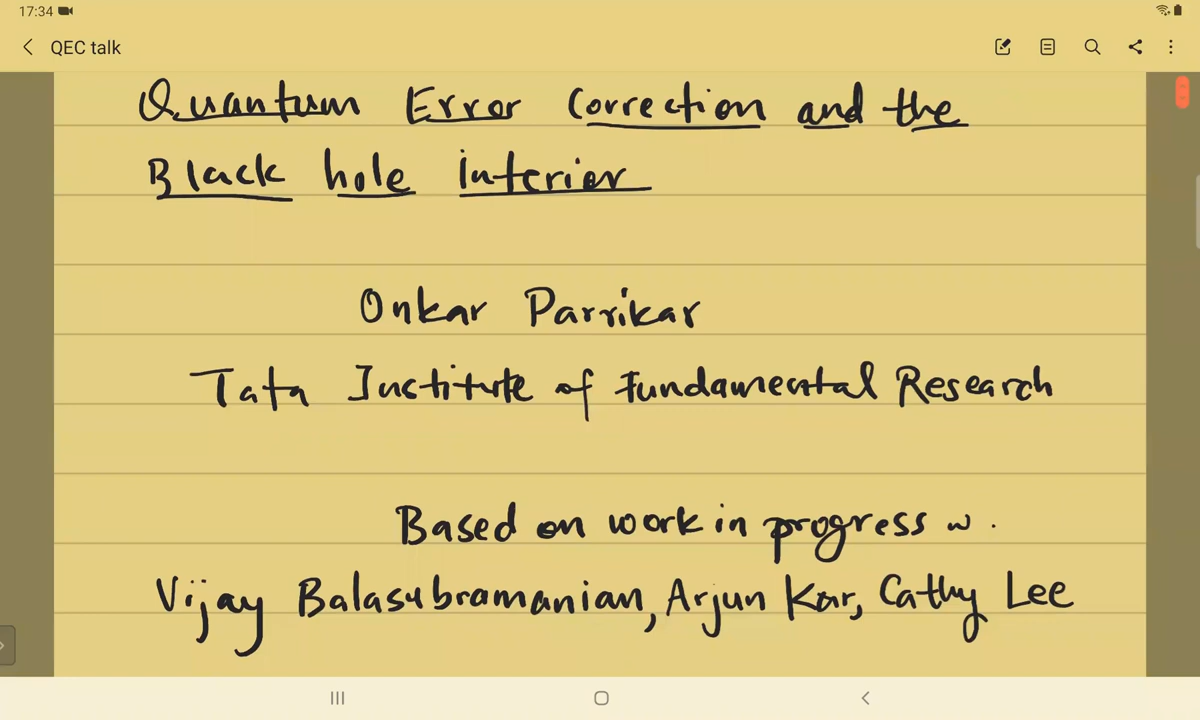 17:34
QEC talk
Quantum Error Correction and the
Black hole interior
Onkar Parrikar
Tata Institute of Fundamental Research
Based on work in progress w.
Vijay Balasubramanian, Arjun Kar, Cathy Lee